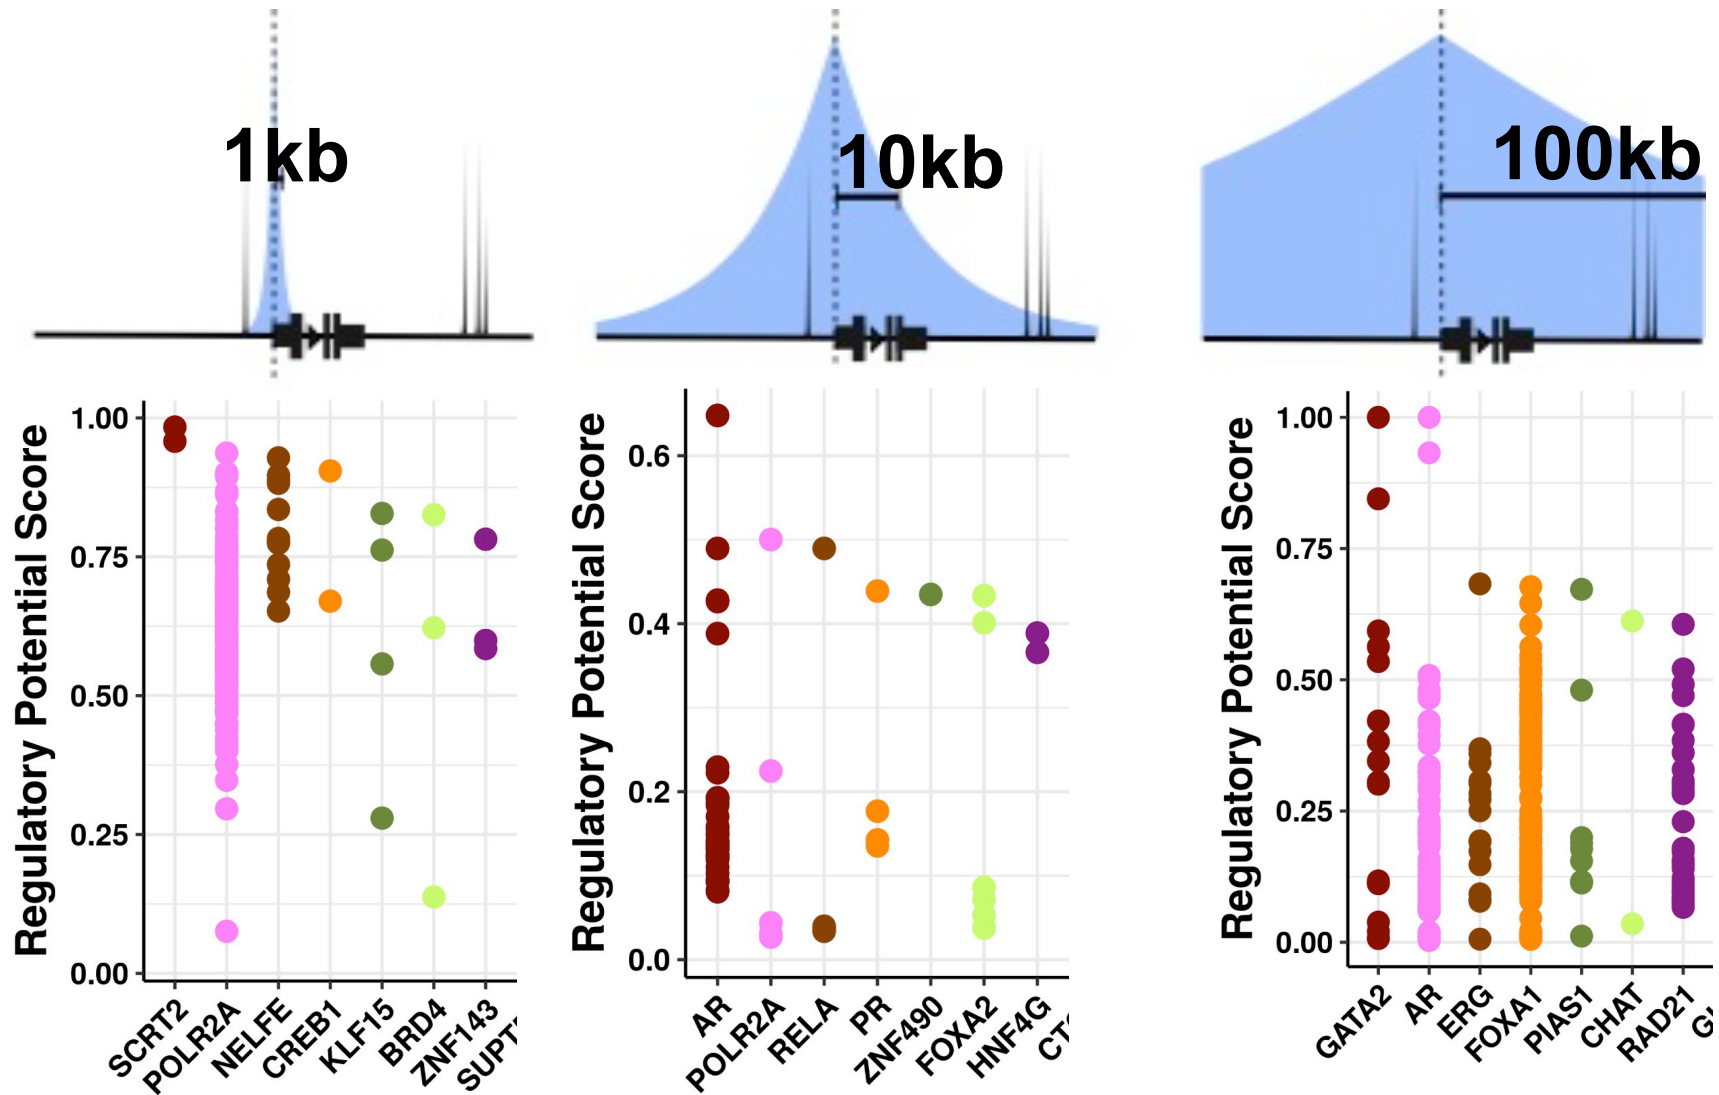 1kb
10kb
100kb
Regulatory Potential Score
1.00
0.75
0.50
0.25
0.00
SCRT2
POLR2A
NELFE
CREB1
KLF15
BRD4
ZNF143
Regulatory Potential Score
0.6
0.4
0.2
0.0
AR
POLR2A
RELA
PR
ZNF490
FOXA2
HNF4G
Regulatory Potential Score
1.00
0.75
0.50
0.25
0.00
GATA2
AR
ERG
FOXA1
PIAS1
CHAT
RAD21